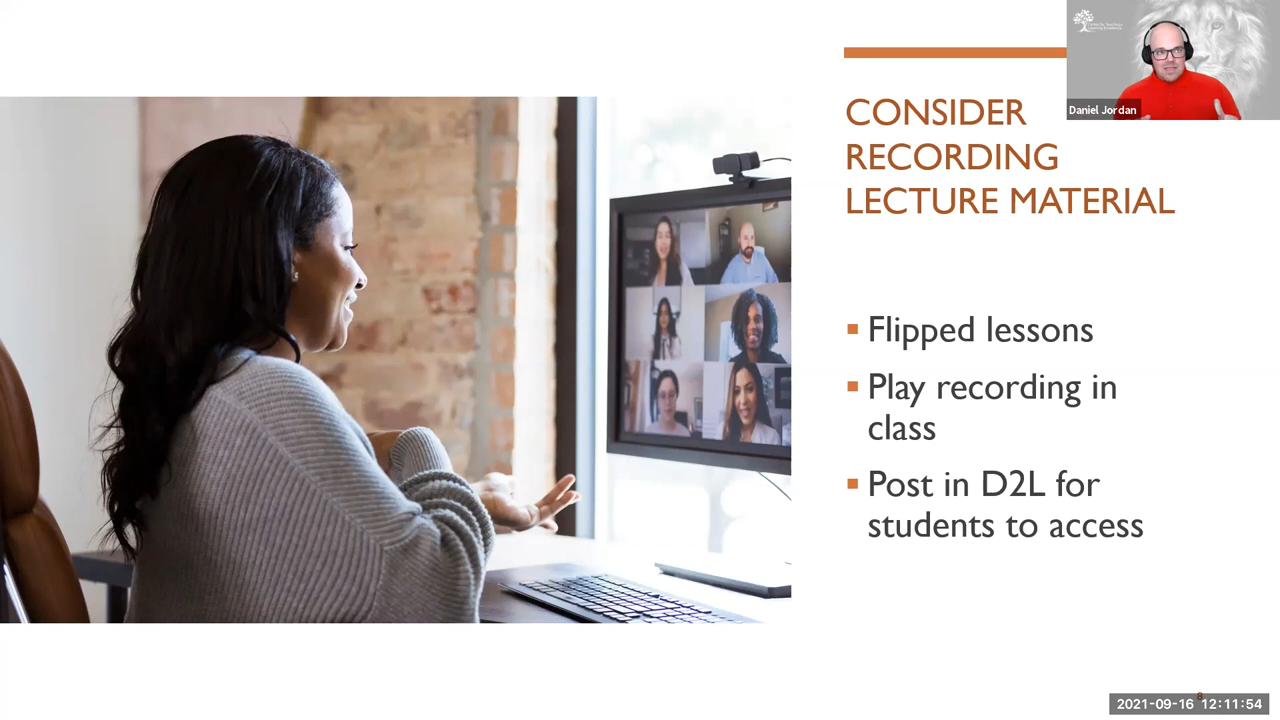 CONSIDER
RECORDING
LECTURE MATERIAL
Daniel Jordan
Flipped lessons
Play recording in
class
Post in D2L for
students to access
8
2021-09-16 12:11:54